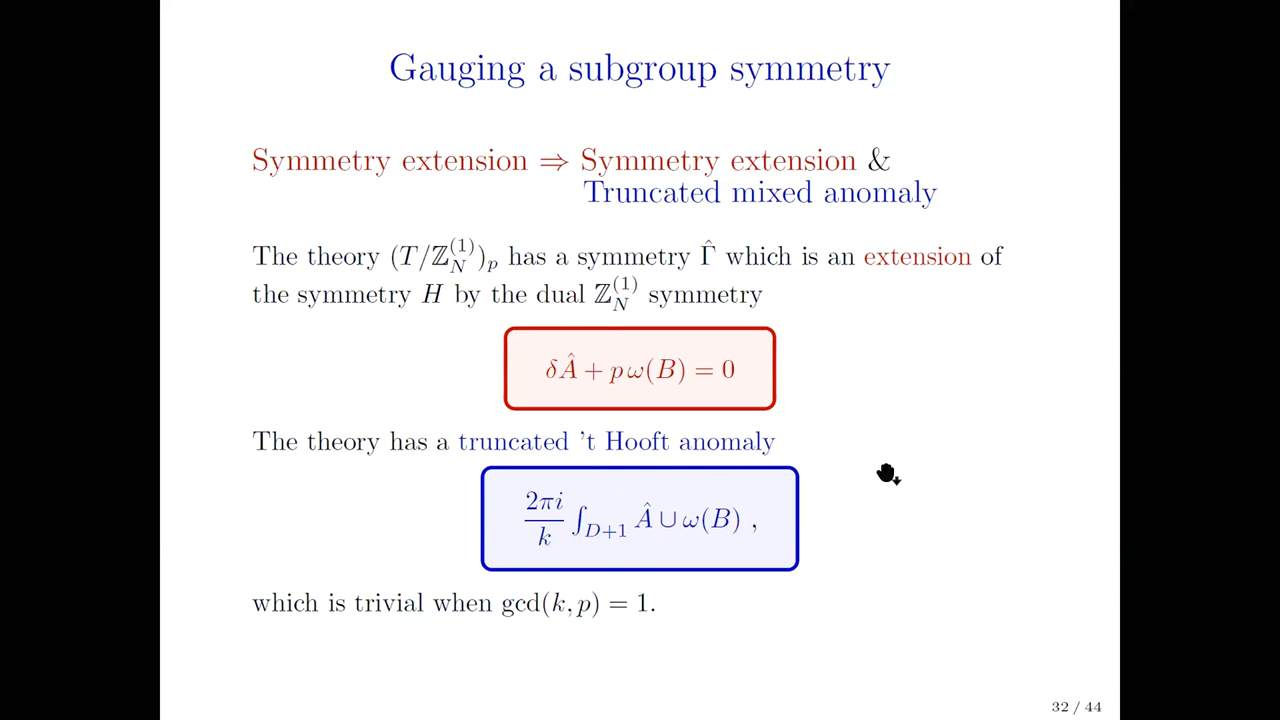 Gauging a subgroup symmetry
Symmetry extension ⇒ Symmetry extension &
Truncated mixed anomaly
The theory (T/ℤ_N^{(1)})_p has a symmetry Γ̂ which is an extension of
the symmetry H by the dual ℤ_N^{(1)} symmetry
δÂ + p ω(B) = 0
The theory has a truncated 't Hooft anomaly
\frac{2πi}{k} ∫_{D+1} Â ∪ ω(B) ,
which is trivial when gcd(k, p) = 1.
32 / 44